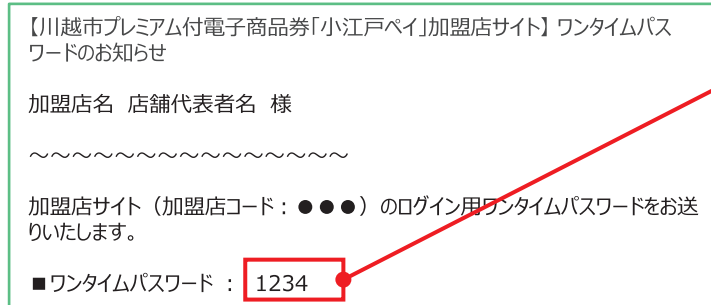 【川越市プレミアム付電子商品券｢小江戸ペイ｣加盟店サイト】 ワンタイムパス
ワードのお知らせ
加盟店名 店舗代表者名 様
～～～～～～～～～～～～～～～
加盟店サイト（加盟店コード：●●●）のログイン用ワンタイムパスワードをお送
りいたします。
■ワンタイムパスワード ： 1234